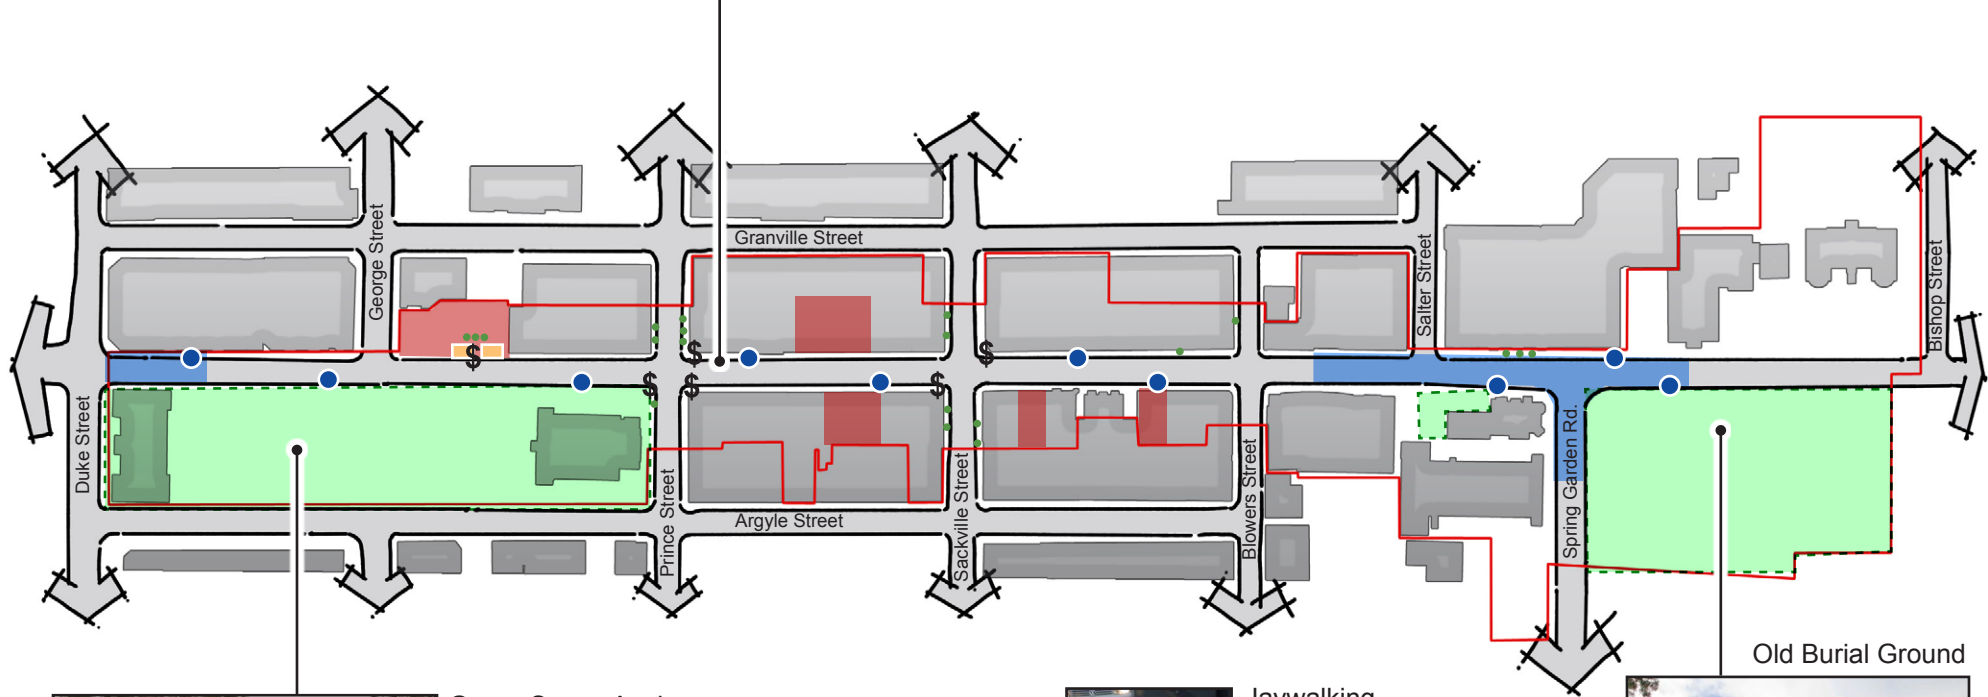 Granville Street
George Street
Salter Street
Bishop Street
$
$
$
$
$
$
Duke Street
Prince Street
Sackville Street
Blowers Street
Spring Garden Rd.
Argyle Street
Old Burial Ground
Jaywalking